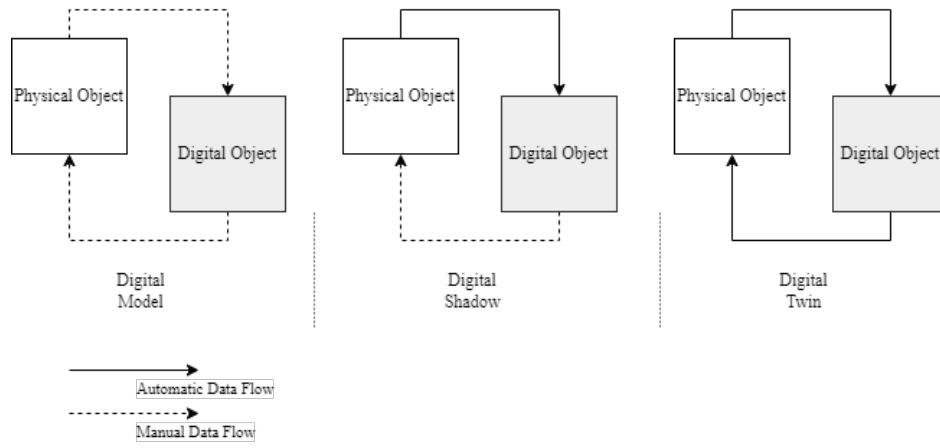 Physical Object
Digital Object
Physical Object
Digital Object
Physical Object
Digital Object
Digital
Model
Digital
Shadow
Digital
Twin
Automatic Data Flow
Manual Data Flow